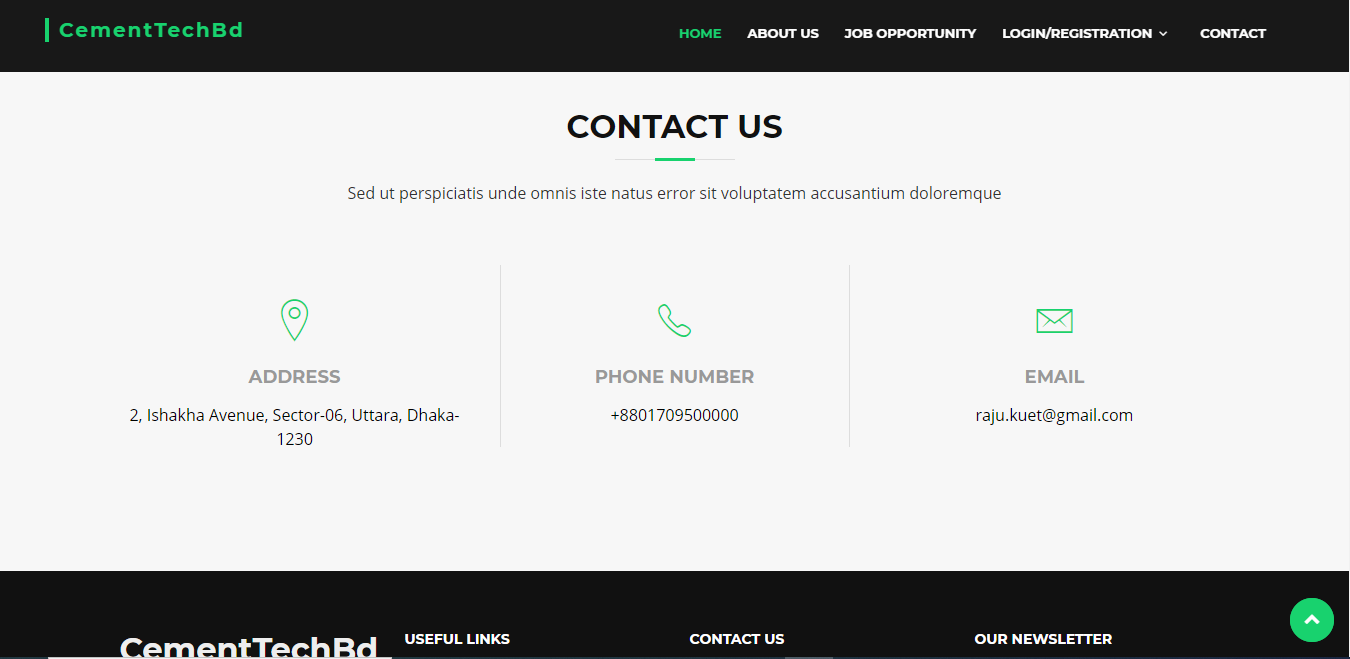 CementTechBd
HOME ABOUT US JOB OPPORTUNITY LOGIN/REGISTRATION CONTACT
CONTACT US
Sed ut perspiciatis unde omnis iste natus error sit voluptatem accusantium doloremque
ADDRESS
2, Ishakha Avenue, Sector-06, Uttara, Dhaka-
1230
PHONE NUMBER
+8801709500000
EMAIL
raju.kuet@gmail.com
CementTechBd
USEFUL LINKS
CONTACT US
OUR NEWSLETTER